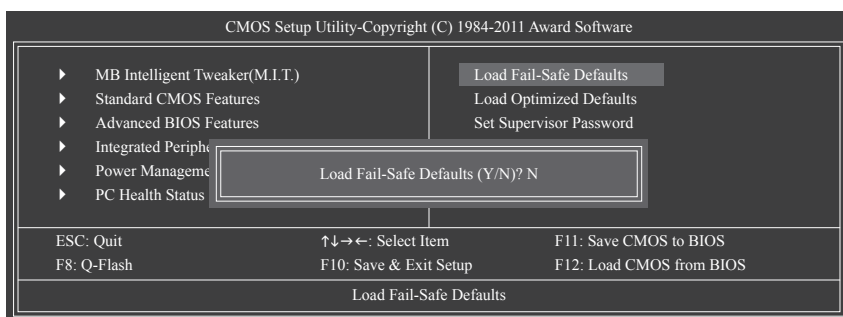 CMOS Setup Utility-Copyright (C) 1984-2011 Award Software
MB Intelligent Tweaker(M.I.T.)
Standard CMOS Features
Advanced BIOS Features
Integrated Periphe
Power Manageme
PC Health Status
Load Fail-Safe Defaults
Load Optimized Defaults
Set Supervisor Password
Load Fail-Safe Defaults (Y/N)? N
ESC: Quit
↑↓→←: Select Item
F11: Save CMOS to BIOS
F8: Q-Flash
F10: Save & Exit Setup
F12: Load CMOS from BIOS
Load Fail-Safe Defaults